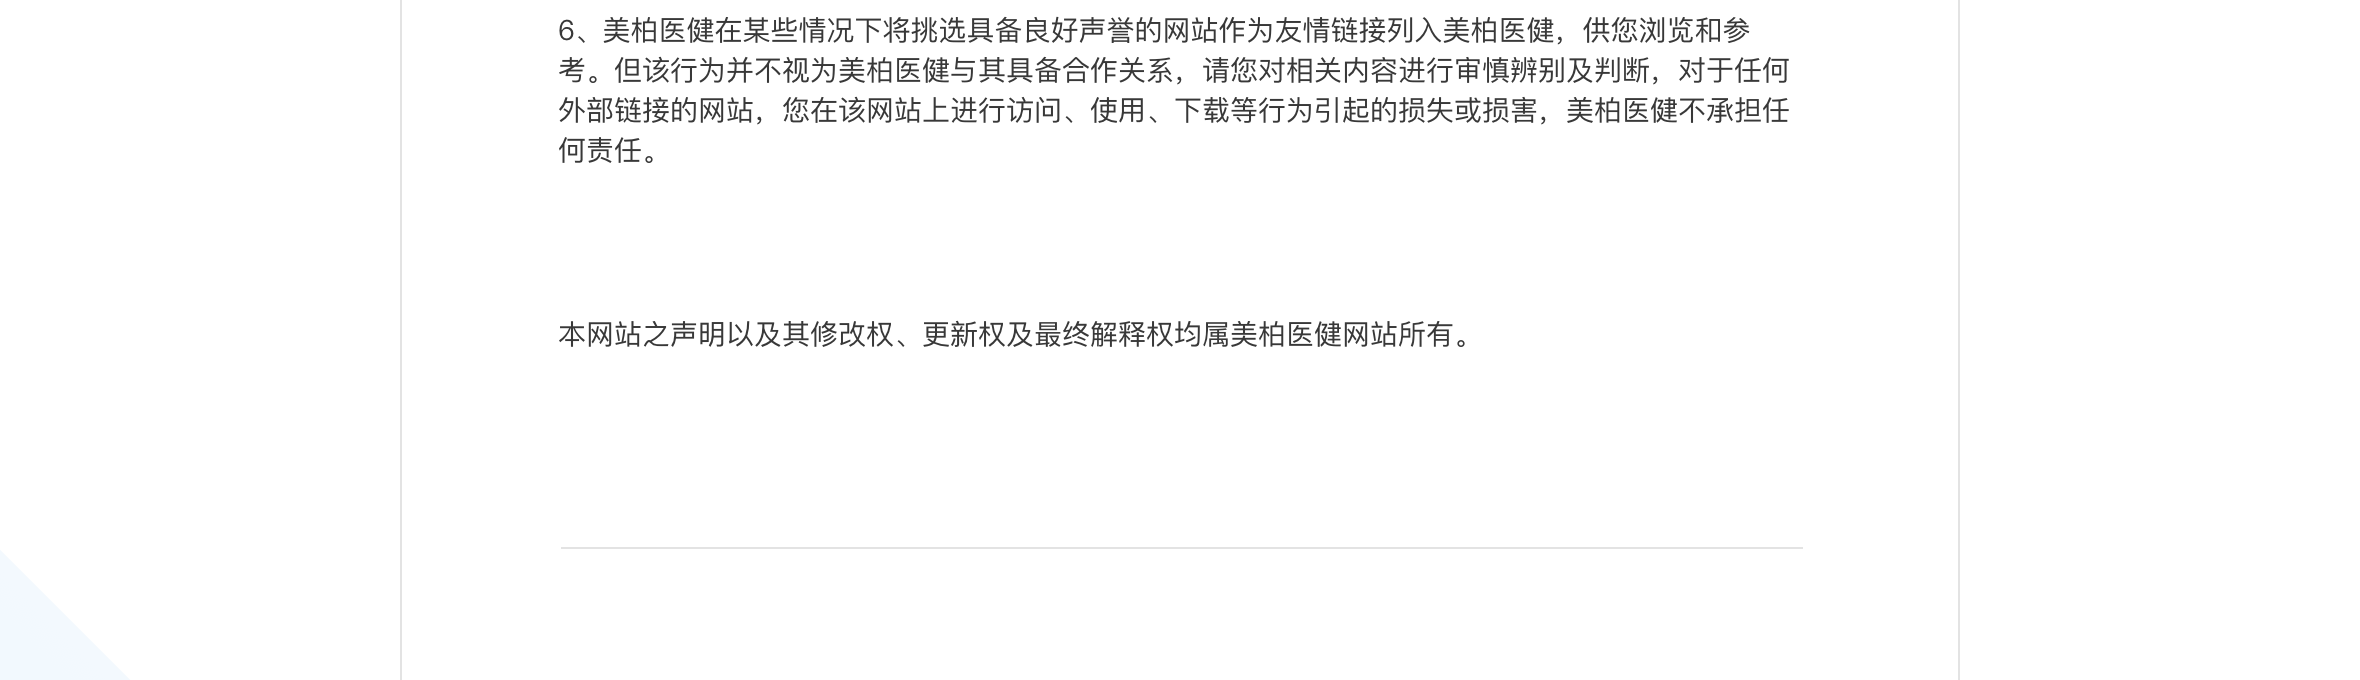 6、美柏医健在某些情况下将挑选具备良好声誉的网站作为友情链接列入美柏医健，供您浏览和参
考。但该行为并不视为美柏医健与其具备合作关系，请您对相关内容进行审慎辨别及判断，对于任何
外部链接的网站，您在该网站上进行访问、使用、下载等行为引起的损失或损害，美柏医健不承担任
何责任。
本网站之声明以及其修改权、更新权及最终解释权均属美柏医健网站所有。